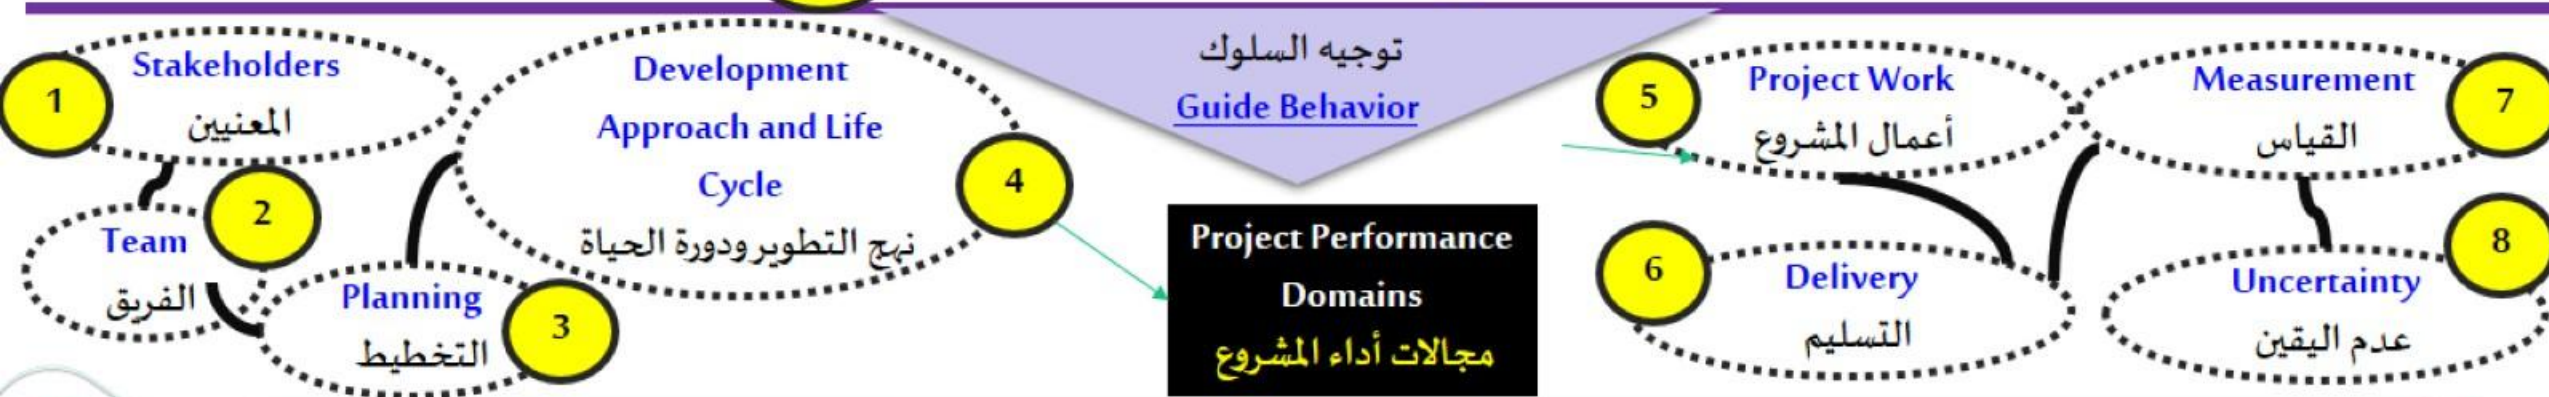 1
Stakeholders
المعنيين
2
Team
الفريق
Planning
التخطيط
3
Development
Approach and Life
Cycle
نهج التطوير ودورة الحياة
4
توجيه السلوك
Guide Behavior
Project Performance
Domains
مجالات أداء المشروع
5
Project Work
أعمال المشروع
6
Delivery
التسليم
Measurement
القياس
7
Uncertainty
عدم اليقين
8